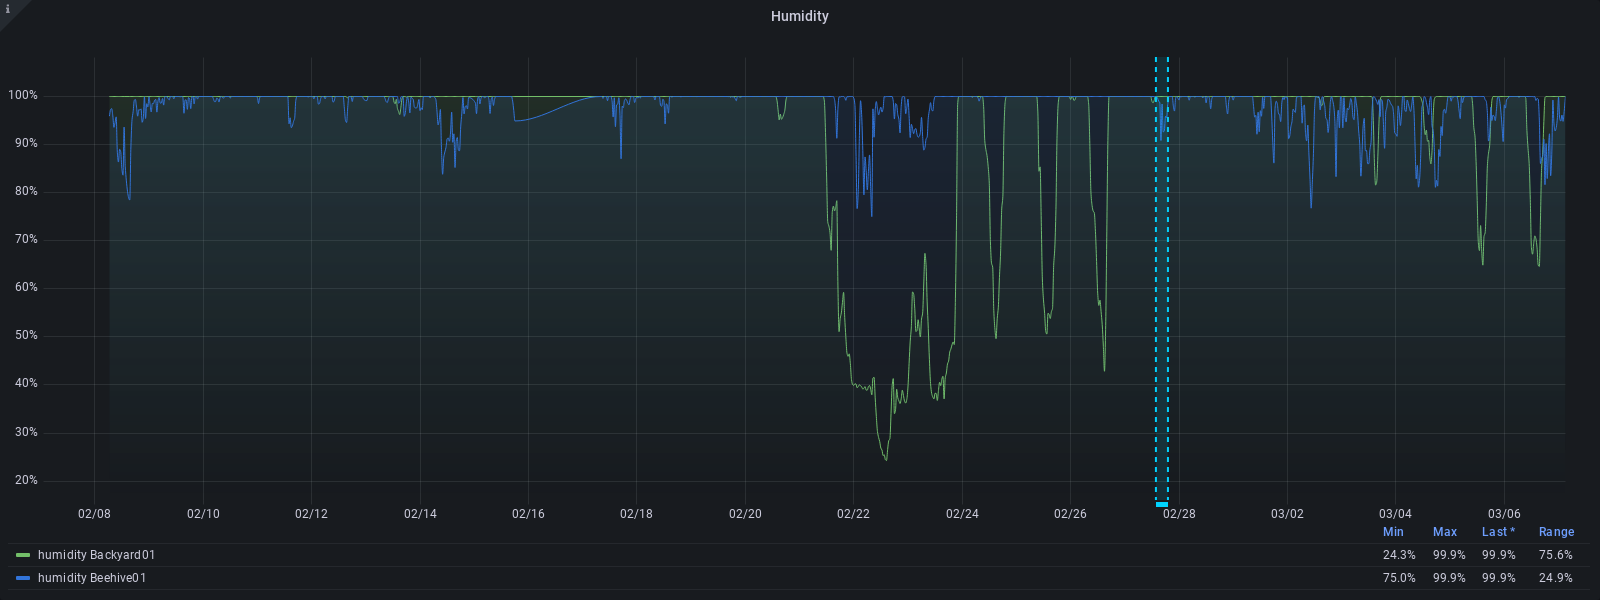 i
Humidity
100%
90%
80%
70%
60%
50%
40%
30%
20%
02/08 02/10 02/12 02/14 02/16 02/18 02/20 02/22 02/24 02/26 02/28 03/02 03/04 03/06
Min Max Last * Range
humidity Backyard01 24.3% 99.9% 99.9% 75.6%
humidity Beehive01 75.0% 99.9% 99.9% 24.9%